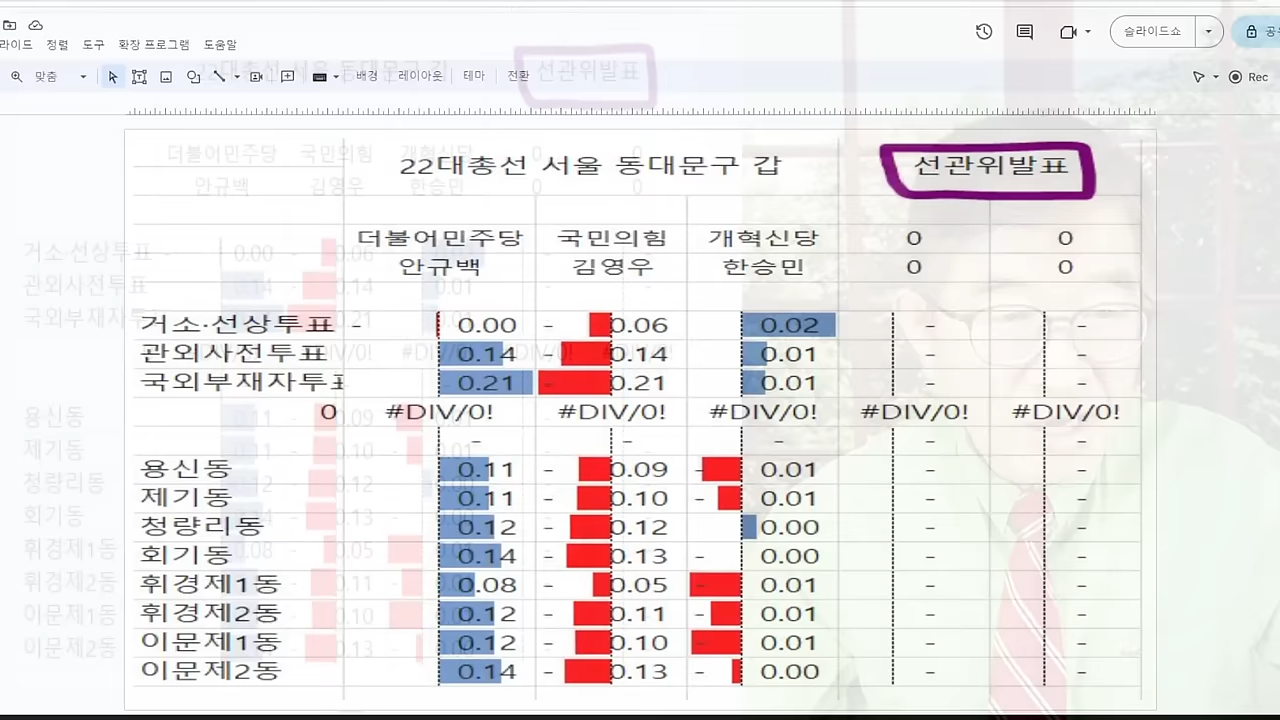 라이드 정렬 도구 확장 프로그램 도움말
슬라이드쇼
맞춤 배경 레이아웃 테마 전환 Rec
22대총선 서울 동대문구 갑 선관위발표
더불어민주당 국민의힘 개혁신당 0 0
안규백 김영우 한승민 0 0
거소·선상투표 - 0.00 - 0.06 0.02 - -
관외사전투표 0.14 - 0.14 0.01 - -
국외부재자투표 0.21 - 0.21 0.01 - -
0 #DIV/0! #DIV/0! #DIV/0! #DIV/0! #DIV/0!
- - - - -
용신동 0.11 - 0.09 - 0.01 - -
제기동 0.11 - 0.10 - 0.01 - -
청량리동 0.12 - 0.12 0.00 - -
회기동 0.14 - 0.13 - 0.00 - -
휘경제1동 0.08 - 0.05 - 0.01 - -
휘경제2동 0.12 - 0.11 - 0.01 - -
이문제1동 0.12 - 0.10 - 0.01 - -
이문제2동 0.14 - 0.13 - 0.00 - -